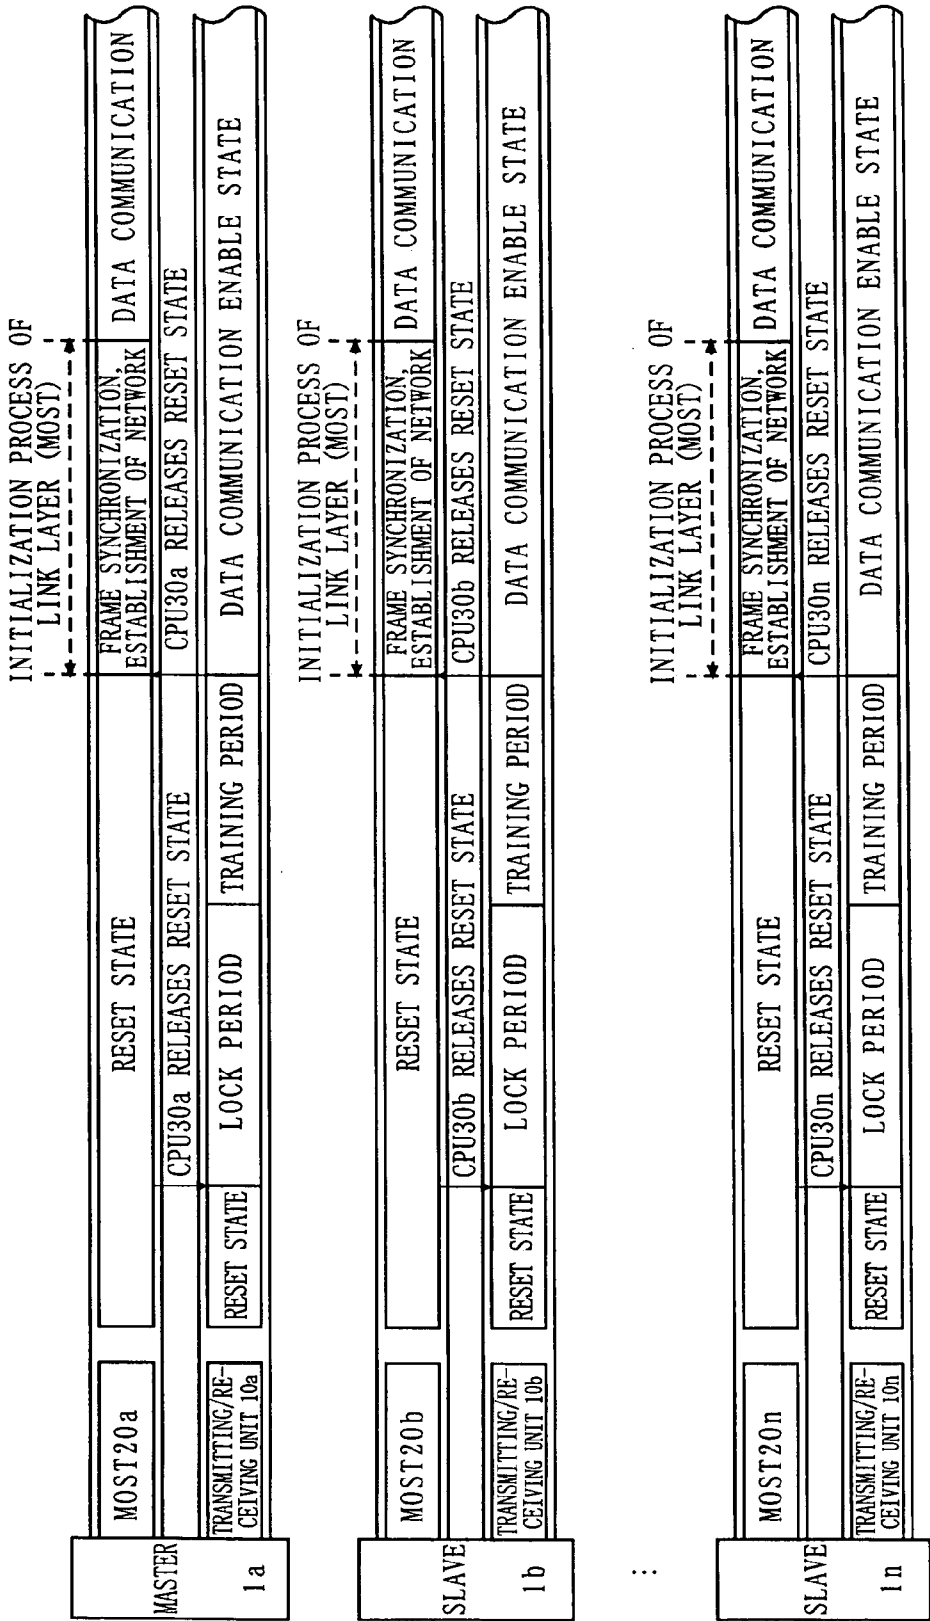 INITIALIZATION PROCESS OF
LINK LAYER (MOST)
MASTER
1a
MOST20a
RESET STATE
FRAME SYNCHRONIZATION,
ESTABLISHMENT OF NETWORK
DATA COMMUNICATION
CPU30a RELEASES RESET STATE
CPU30a RELEASES RESET STATE
TRANSMITTING/RE-
CEIVING UNIT 10a
RESET STATE
LOCK PERIOD
TRAINING PERIOD
DATA COMMUNICATION ENABLE STATE
INITIALIZATION PROCESS OF
LINK LAYER (MOST)
SLAVE
1b
MOST20b
RESET STATE
FRAME SYNCHRONIZATION,
ESTABLISHMENT OF NETWORK
DATA COMMUNICATION
CPU30b RELEASES RESET STATE
CPU30b RELEASES RESET STATE
TRANSMITTING/RE-
CEIVING UNIT 10b
RESET STATE
LOCK PERIOD
TRAINING PERIOD
DATA COMMUNICATION ENABLE STATE
...
INITIALIZATION PROCESS OF
LINK LAYER (MOST)
SLAVE
1n
MOST20n
RESET STATE
FRAME SYNCHRONIZATION,
ESTABLISHMENT OF NETWORK
DATA COMMUNICATION
CPU30n RELEASES RESET STATE
CPU30n RELEASES RESET STATE
TRANSMITTING/RE-
CEIVING UNIT 10n
RESET STATE
LOCK PERIOD
TRAINING PERIOD
DATA COMMUNICATION ENABLE STATE